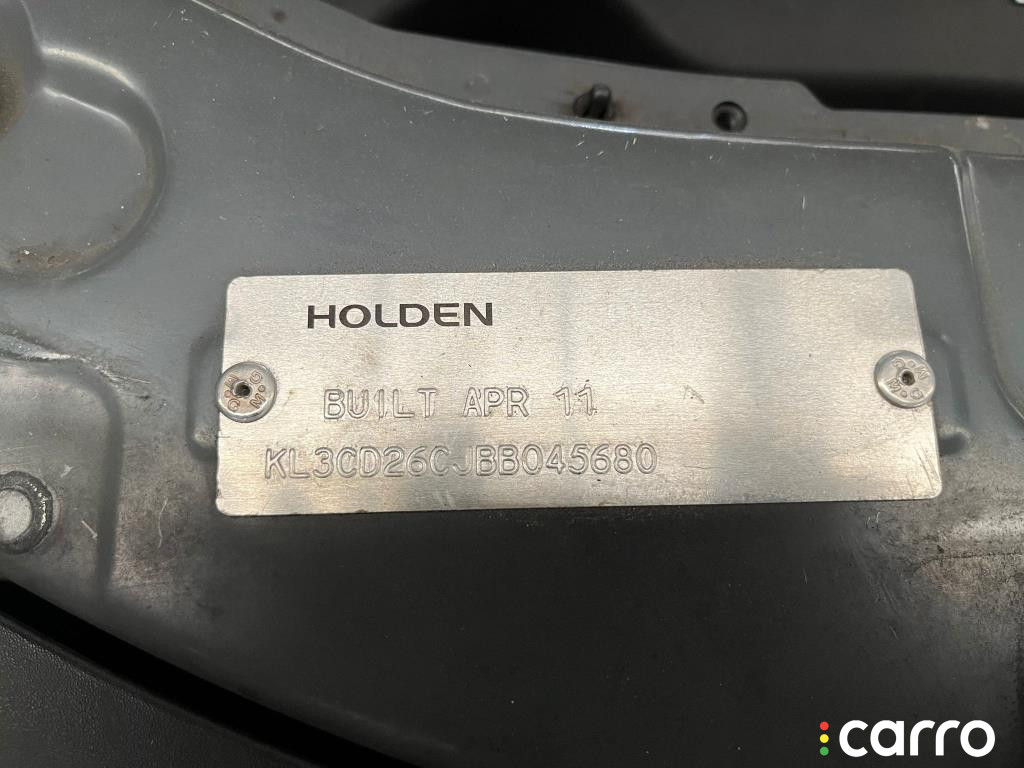 HOLDEN
BUILT APR 11
KL3CD26CJBB045680
carro